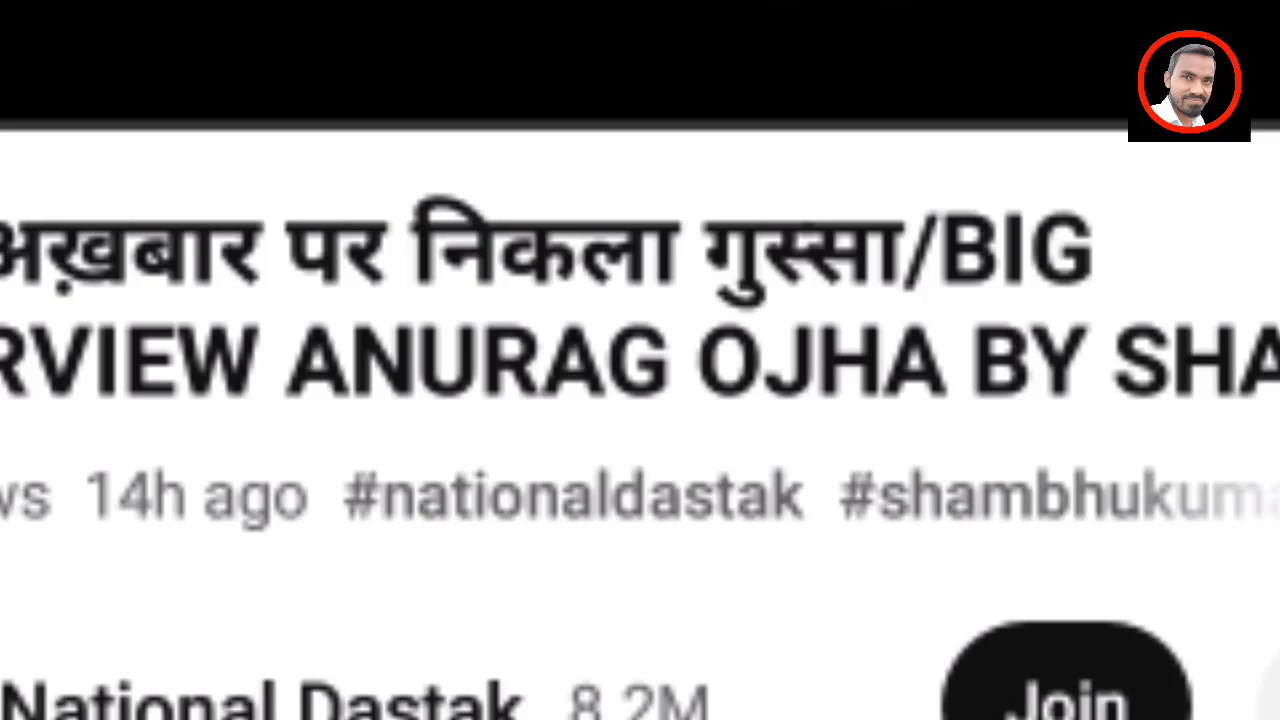 अख़बार पर निकला गुस्सा/BIG
RVIEW ANURAG OJHA BY SHA
ws 14h ago #nationaldastak #shambhukuma
National Dastak 8.2M Join